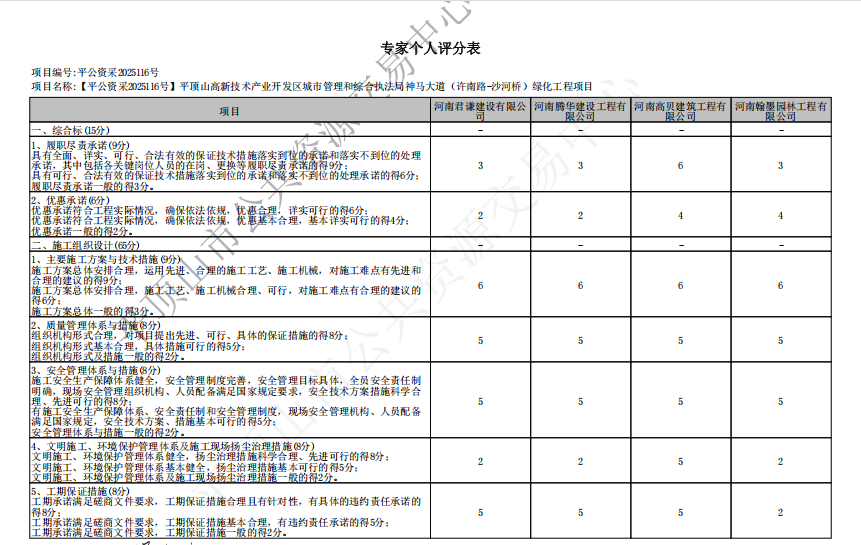 专家个人评分表
项目编号:平公资采2025116号
项目名称:【平公资采2025116号】平顶山高新技术产业开发区城市管理和综合执法局神马大道（许南路-沙河桥）绿化工程项目
项目
河南君谦建设有限公司
河南腾华建设工程有限公司
河南高贝建筑工程有限公司
河南翰墨园林工程有限公司
一、综合标(15分) - - - -
1、履职尽责承诺(9分)
具有全面、详实、可行、合法有效的保证技术措施落实到位的承诺和落实不到位的处理
承诺，其中包括各关键岗位人员的在岗、更换等履职尽责承诺的得9分；
具有可行、合法有效的保证技术措施落实到位的承诺和落实不到位的处理承诺的得6分；
履职尽责承诺一般的得3分。
3 3 6 3
2、优惠承诺(6分)
优惠承诺符合工程实际情况，确保依法依规，优惠合理，详实可行的得6分；
优惠承诺符合工程实际情况，确保依法依规，优惠基本合理，基本详实可行的得4分；
优惠承诺一般的得2分。
2 2 4 4
二、施工组织设计(65分) - - - -
1、主要施工方案与技术措施(9分)
施工方案总体安排合理，运用先进、合理的施工工艺、施工机械，对施工难点有先进和
合理的建议的得9分；
施工方案总体安排合理，施工工艺、施工机械合理、可行，对施工难点有合理的建议的
得6分；
施工方案总体一般的得3分。
6 6 6 6
2、质量管理体系与措施(8分)
组织机构形式合理，对项目提出先进、可行、具体的保证措施的得8分；
组织机构形式基本合理，具体措施可行的得5分；
组织机构形式及措施一般的得2分。
5 5 5 5
3、安全管理体系与措施(8分)
施工安全生产保障体系健全，安全管理制度完善，安全管理目标具体，全员安全责任制
明确，现场安全管理组织机构、人员配备满足国家规定要求，安全技术方案措施科学合
理、先进可行的得8分；
有施工安全生产保障体系、安全责任制和安全管理制度，现场安全管理机构、人员配备
满足国家规定，安全技术方案、措施基本可行的得5分；
安全管理体系与措施一般的得2分。
5 5 5 5
4、文明施工、环境保护管理体系及施工现场扬尘治理措施(8分)
文明施工、环境保护管理体系健全，扬尘治理措施科学合理、先进可行的得8分；
文明施工、环境保护管理体系基本健全，扬尘治理措施基本可行的得5分；
文明施工、环境保护管理体系及施工现场扬尘治理措施一般的得2分。
2 2 5 2
5、工期保证措施(8分)
工期承诺满足磋商文件要求，工期保证措施合理且有针对性，有具体的违约责任承诺的
得8分；
工期承诺满足磋商文件要求，工期保证措施基本合理，有违约责任承诺的得5分；
工期承诺满足磋商文件要求，工期保证措施一般的得2分。
5 5 5 2
平顶山市公共资源交易中心
山市公共资源交易中心